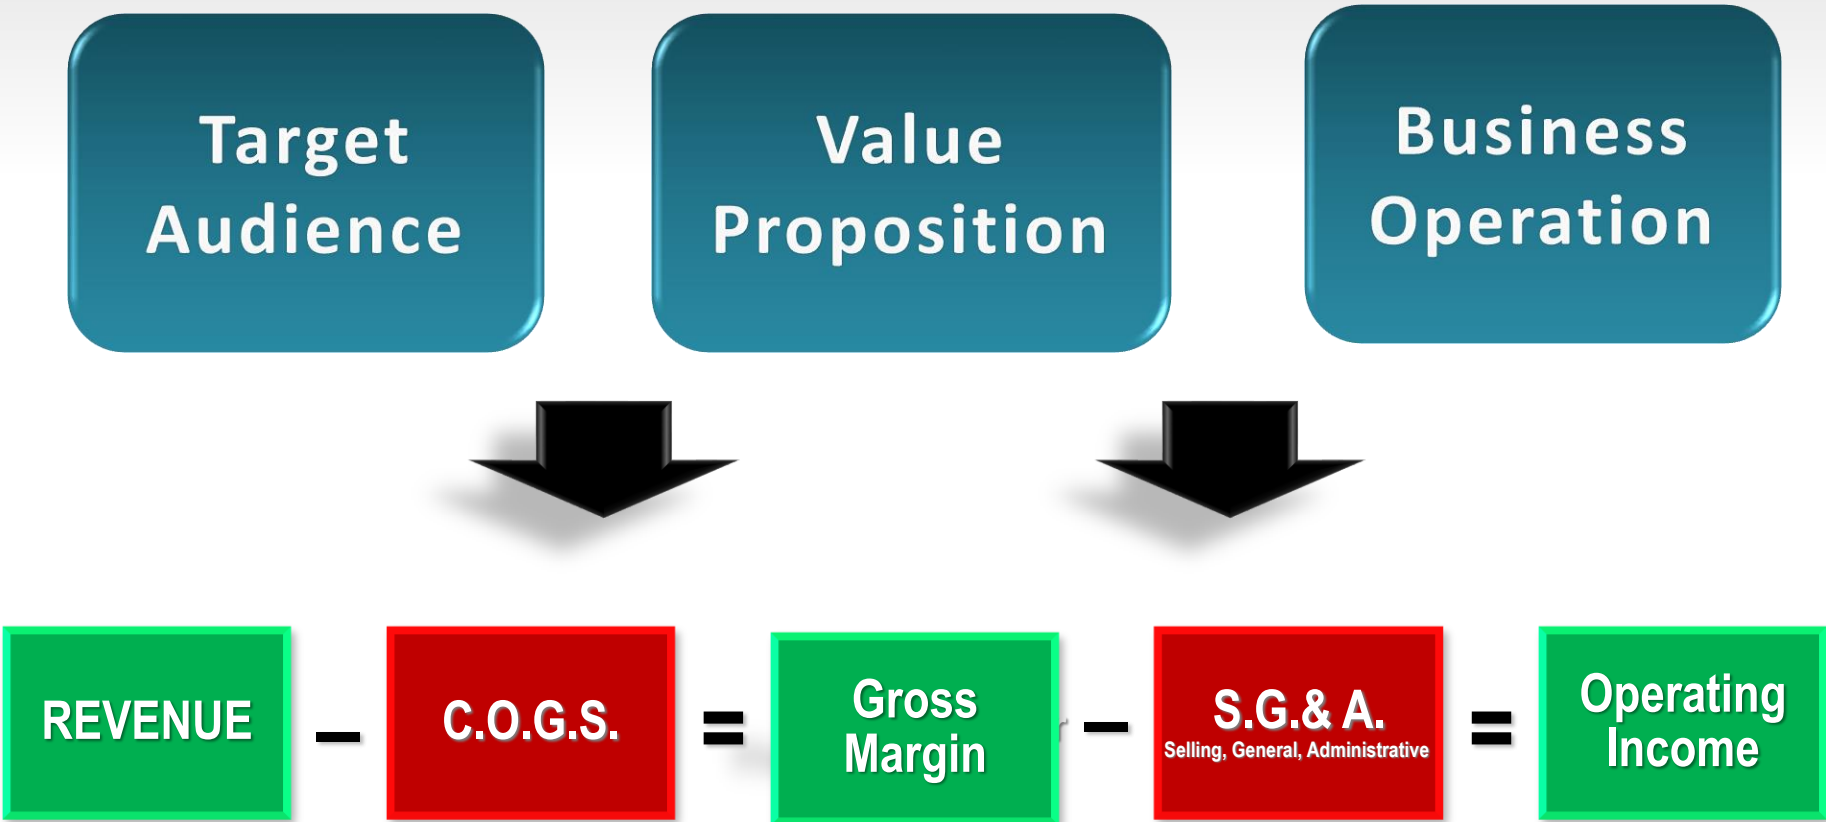 Target
Audience
Value
Proposition
Business
Operation
REVENUE
–
C.O.G.S.
=
Gross
Margin
–
S.G.& A.
Selling, General, Administrative
=
Operating
Income